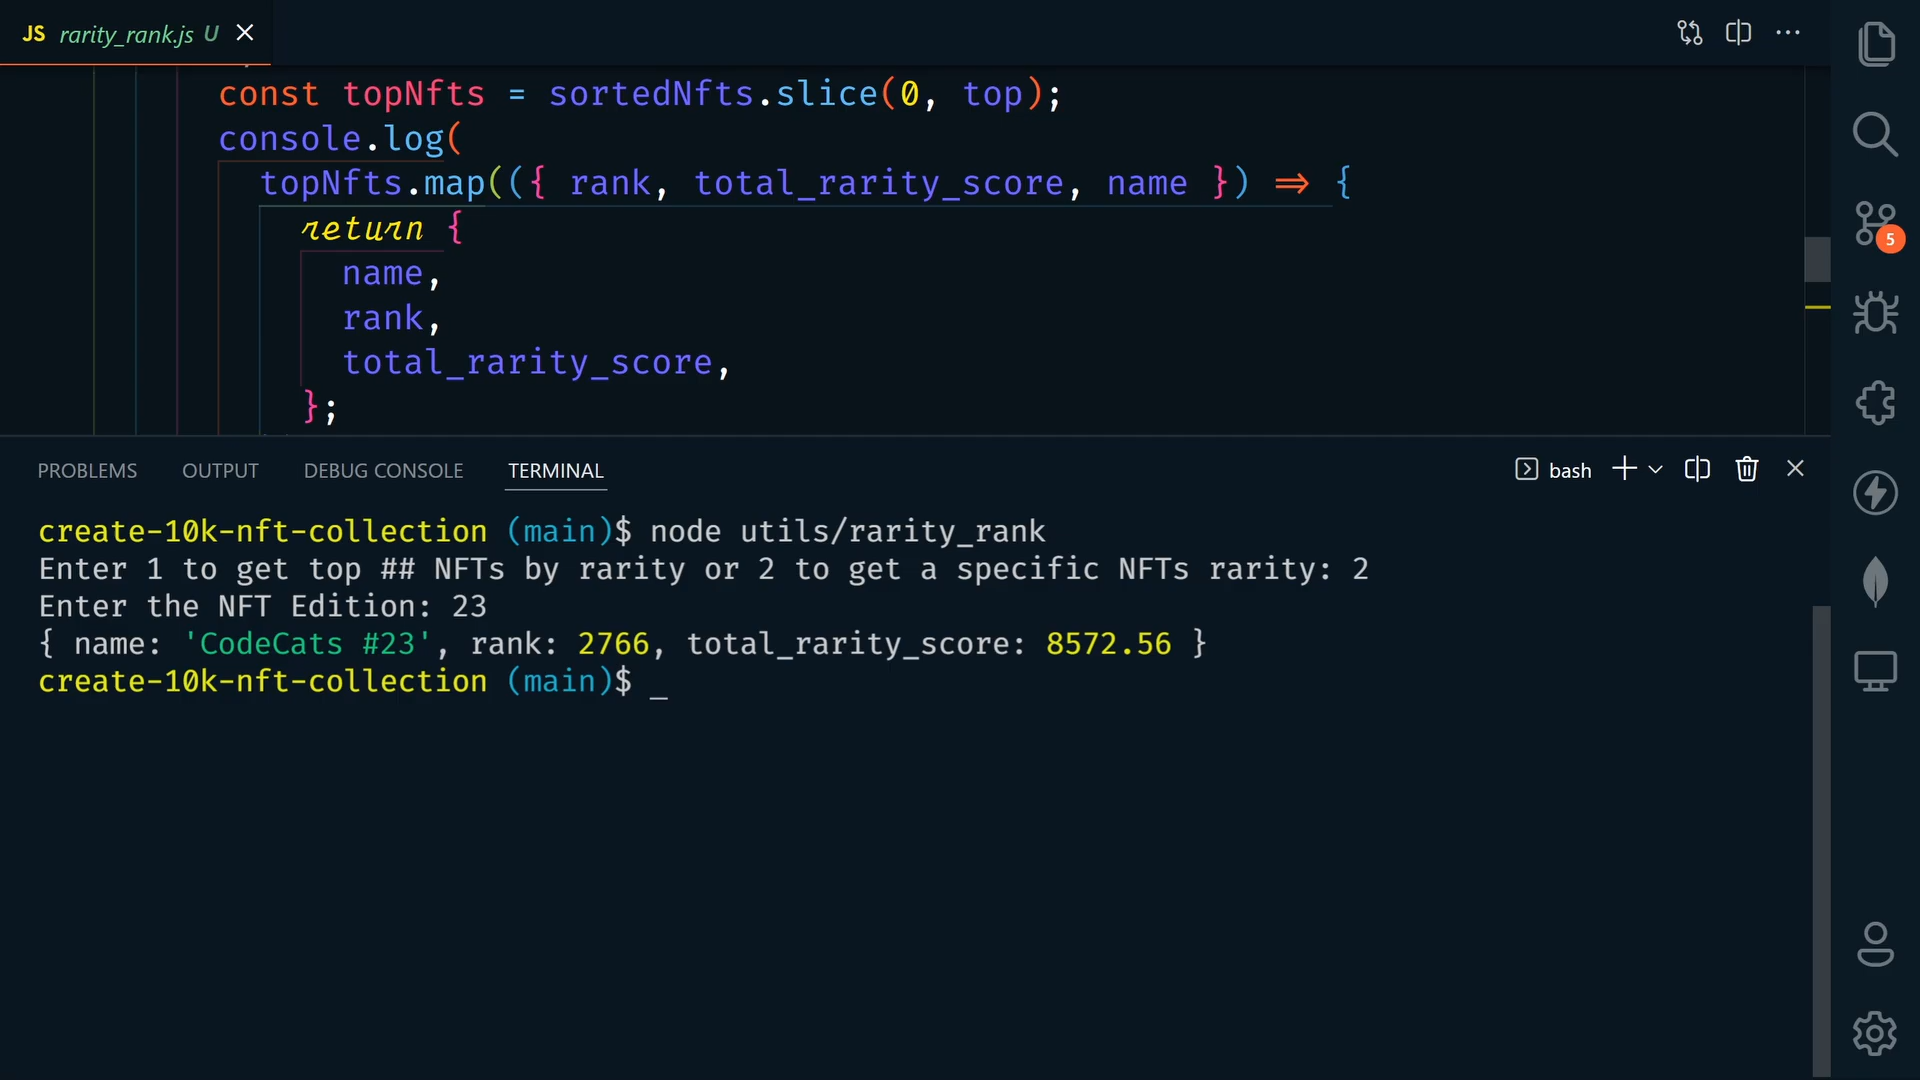 JS rarity_rank.js U
const topNfts = sortedNfts.slice(0, top);
console.log(
topNfts.map(({ rank, total_rarity_score, name }) => {
return {
name,
rank,
total_rarity_score,
};
PROBLEMS OUTPUT DEBUG CONSOLE TERMINAL bash
create-10k-nft-collection (main)$ node utils/rarity_rank
Enter 1 to get top ## NFTs by rarity or 2 to get a specific NFTs rarity: 2
Enter the NFT Edition: 23
{ name: 'CodeCats #23', rank: 2766, total_rarity_score: 8572.56 }
create-10k-nft-collection (main)$ _
5